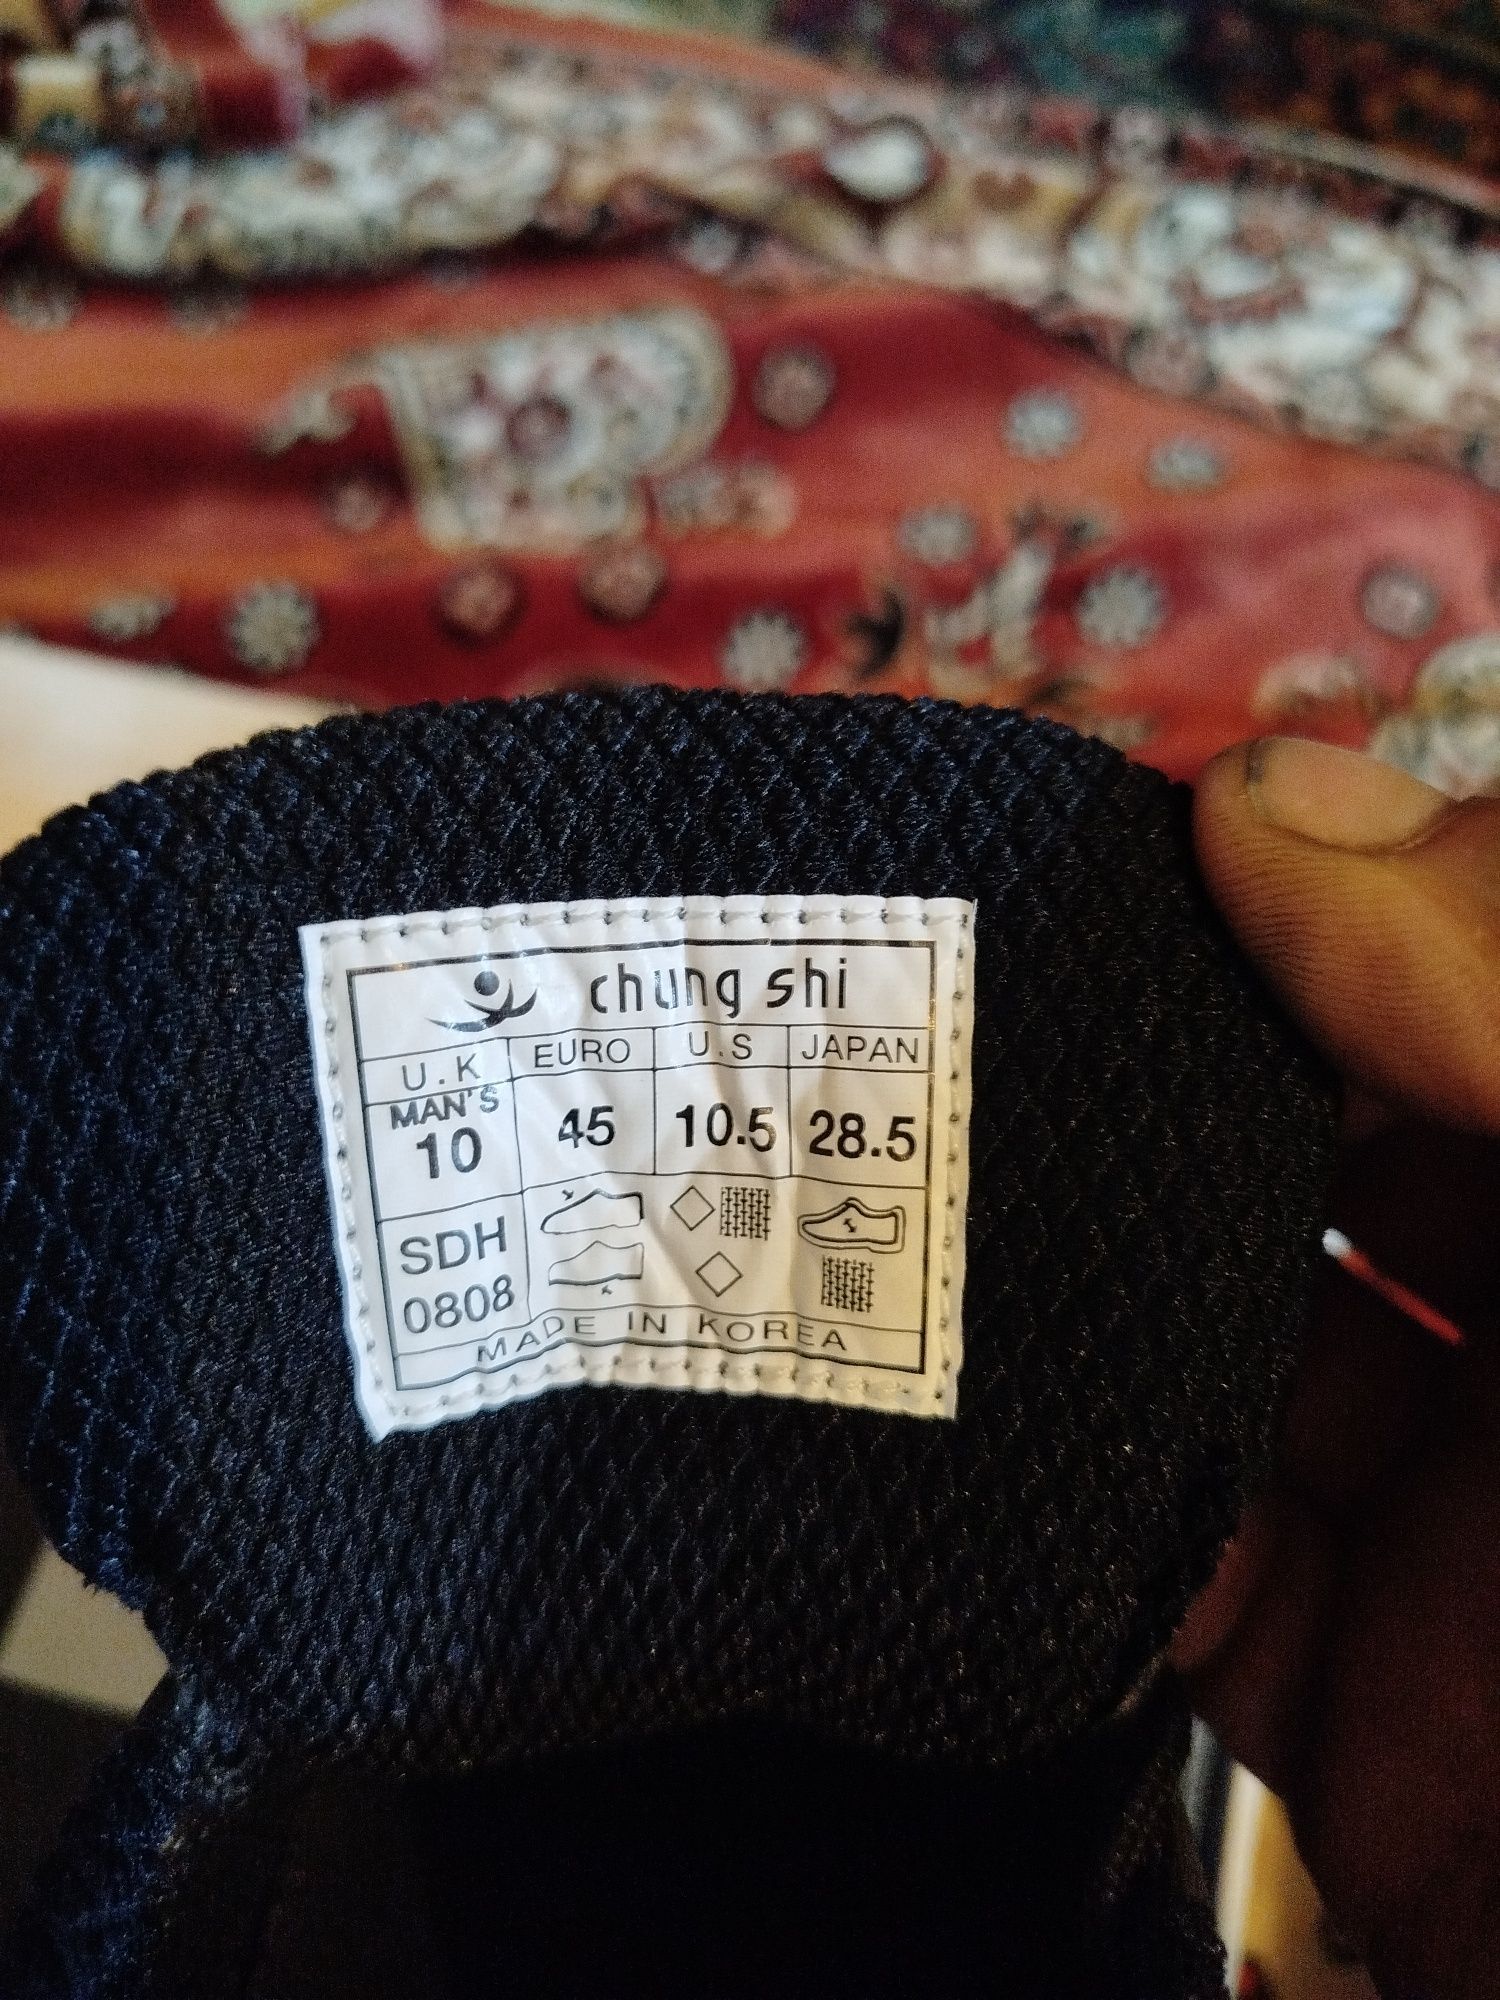 chung shi
U.K EURO U.S JAPAN
MAN'S
10 45 10.5 28.5
SDH
0808
MADE IN KOREA